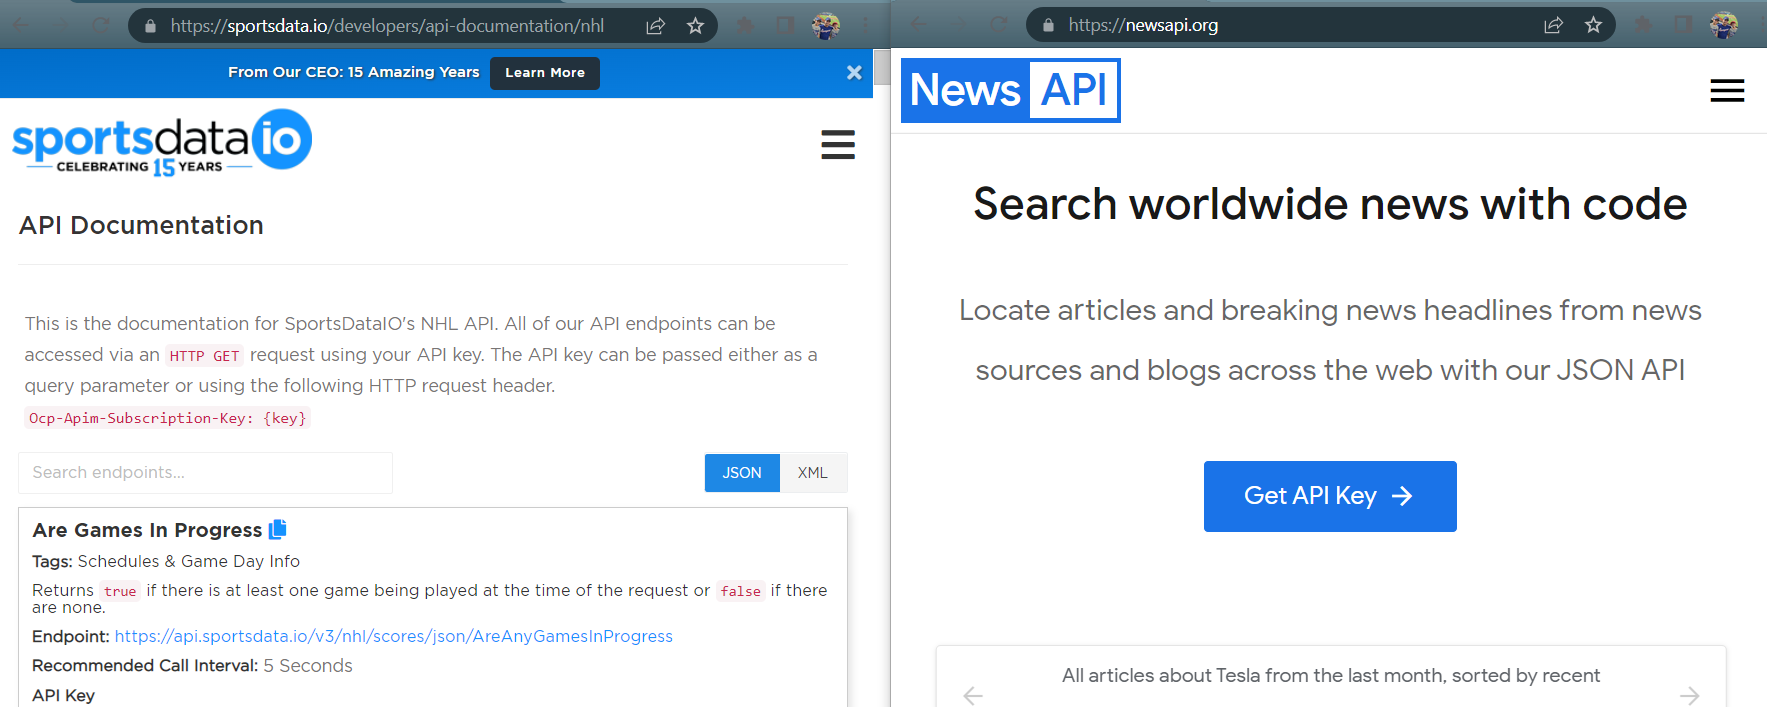 https://sportsdata.io/developers/api-documentation/nhl
From Our CEO: 15 Amazing Years
Learn More
sportsdata io
CELEBRATING 15 YEARS
API Documentation
This is the documentation for SportsDataIO's NHL API. All of our API endpoints can be
accessed via an HTTP GET request using your API key. The API key can be passed either as a
query parameter or using the following HTTP request header.
Ocp-Apim-Subscription-Key: {key}
Search endpoints...
JSON
XML
Are Games In Progress
Tags: Schedules & Game Day Info
Returns true if there is at least one game being played at the time of the request or false if there
are none.
Endpoint: https://api.sportsdata.io/v3/nhl/scores/json/AreAnyGamesInProgress
Recommended Call Interval: 5 Seconds
API Key
https://newsapi.org
News API
Search worldwide news with code
Locate articles and breaking news headlines from news
sources and blogs across the web with our JSON API
Get API Key →
All articles about Tesla from the last month, sorted by recent